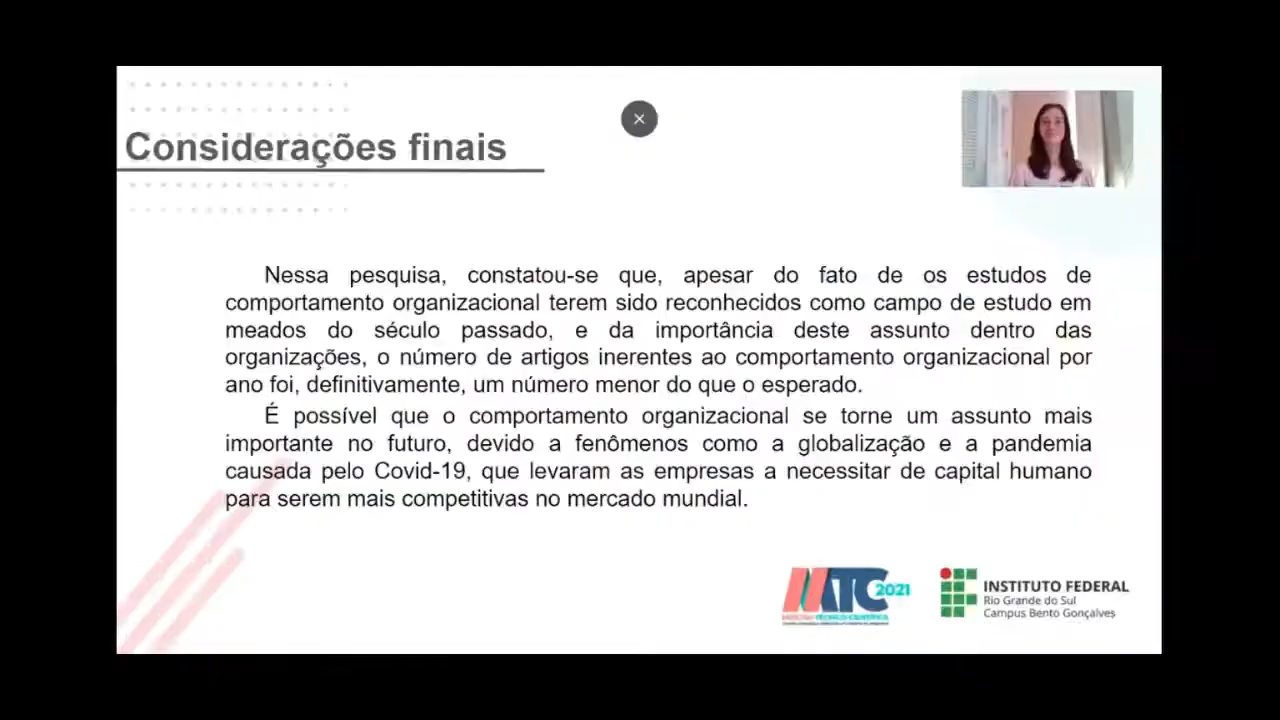 Considerações finais
Nessa pesquisa, constatou-se que, apesar do fato de os estudos de
comportamento organizacional terem sido reconhecidos como campo de estudo em
meados do século passado, e da importância deste assunto dentro das
organizações, o número de artigos inerentes ao comportamento organizacional por
ano foi, definitivamente, um número menor do que o esperado.
É possível que o comportamento organizacional se torne um assunto mais
importante no futuro, devido a fenômenos como a globalização e a pandemia
causada pelo Covid-19, que levaram as empresas a necessitar de capital humano
para serem mais competitivas no mercado mundial.
MTC 2021
TÉCNICO-CIENTÍFICA
INSTITUTO FEDERAL
Rio Grande do Sul
Campus Bento Gonçalves